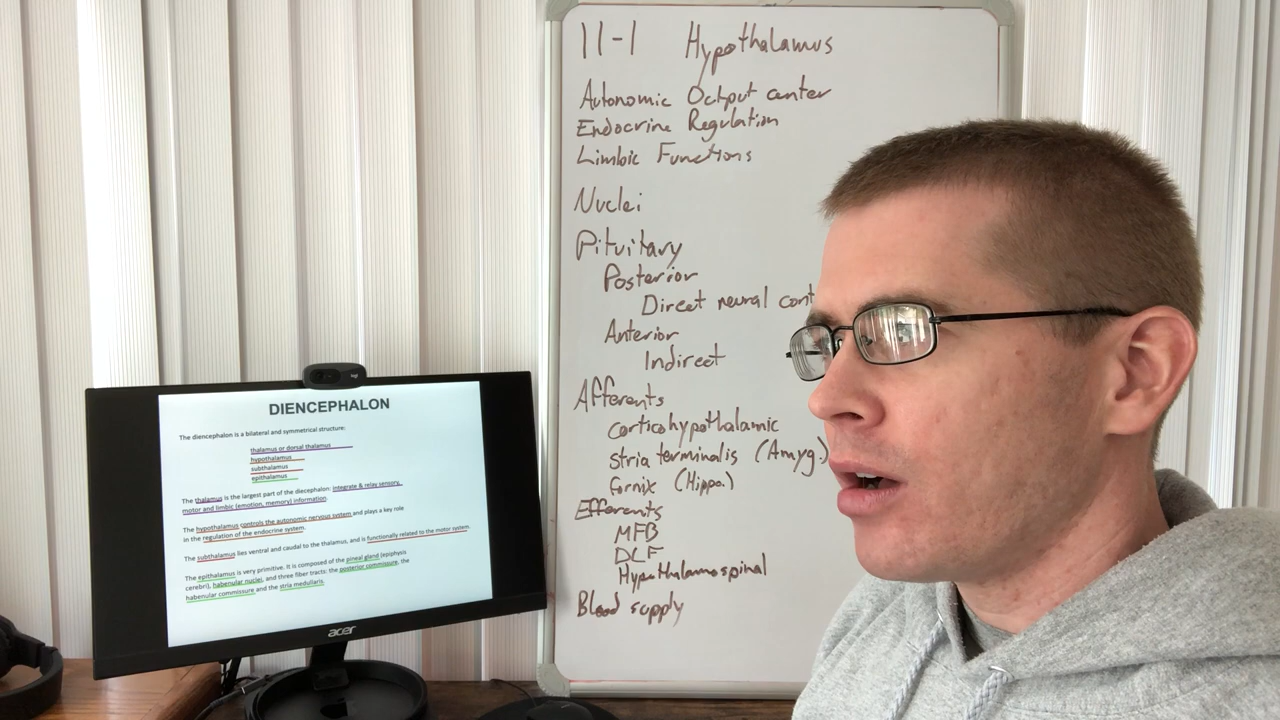 11-1 Hypothalamus
Autonomic Output center
Endocrine Regulation
Limbic Functions
Nuclei
Pituitary
Posterior
Direct neural cont
Anterior
Indirect
Afferents
corticohypothalamic
stria terminalis (Amyg.)
fornix (Hippo.)
Efferents
MFB
DLF
Hypothalamospinal
Blood supply
DIENCEPHALON
The diencephalon is a bilateral and symmetrical structure:
thalamus or dorsal thalamus
hypothalamus
subthalamus
epithalamus
The thalamus is the largest part of the diecephalon: integrate & relay sensory,
motor and limbic (emotion, memory) information.
The hypothalamus controls the autonomic nervous system and plays a key role
in the regulation of the endocrine system.
The subthalamus lies ventral and caudal to the thalamus, and is functionally related to the motor system.
The epithalamus is very primitive. It is composed of the pineal gland (epiphysis
cerebri), habenular nuclei, and three fiber tracts: the posterior commissure, the
habenular commissure and the stria medullaris.
acer
logi